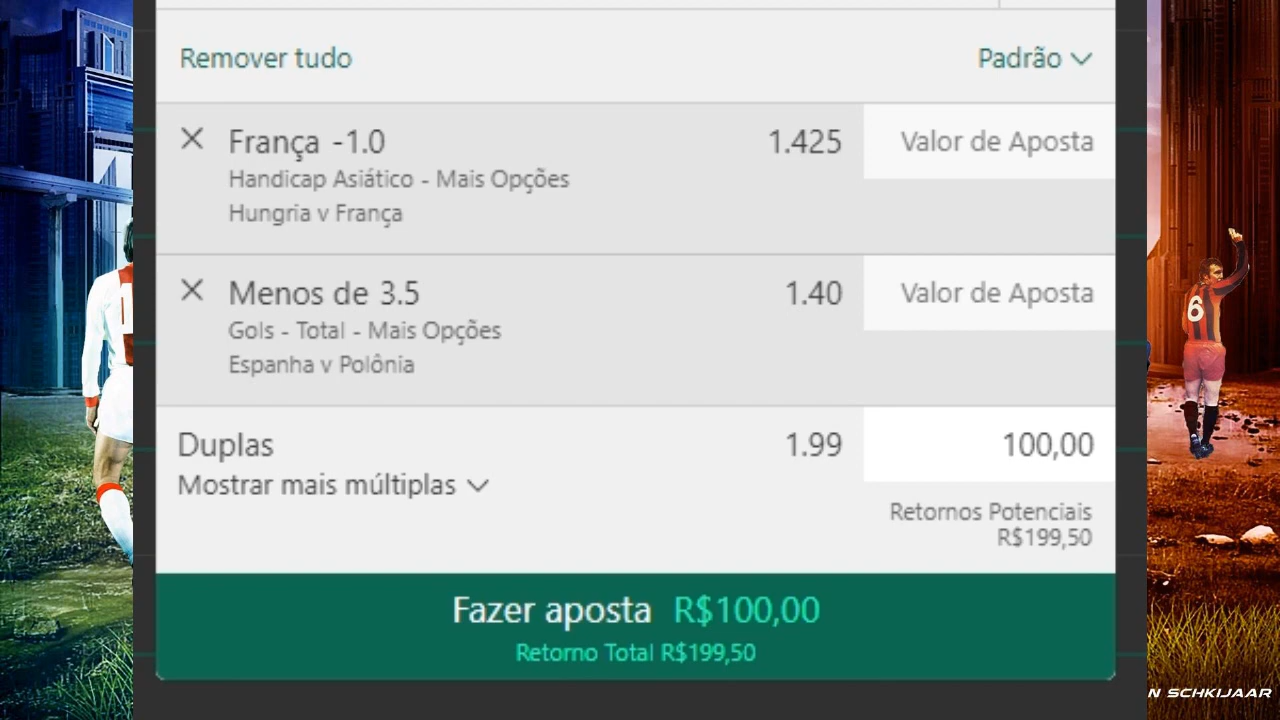 Remover tudo
Padrão
França -1.0
1.425
Valor de Aposta
Handicap Asiático - Mais Opções
Hungria v França
Menos de 3.5
1.40
Valor de Aposta
Gols - Total - Mais Opções
Espanha v Polônia
Duplas
1.99
100,00
Mostrar mais múltiplas
Retornos Potenciais
R$199,50
Fazer aposta R$100,00
Retorno Total R$199,50
6
N SCHKIJAAR